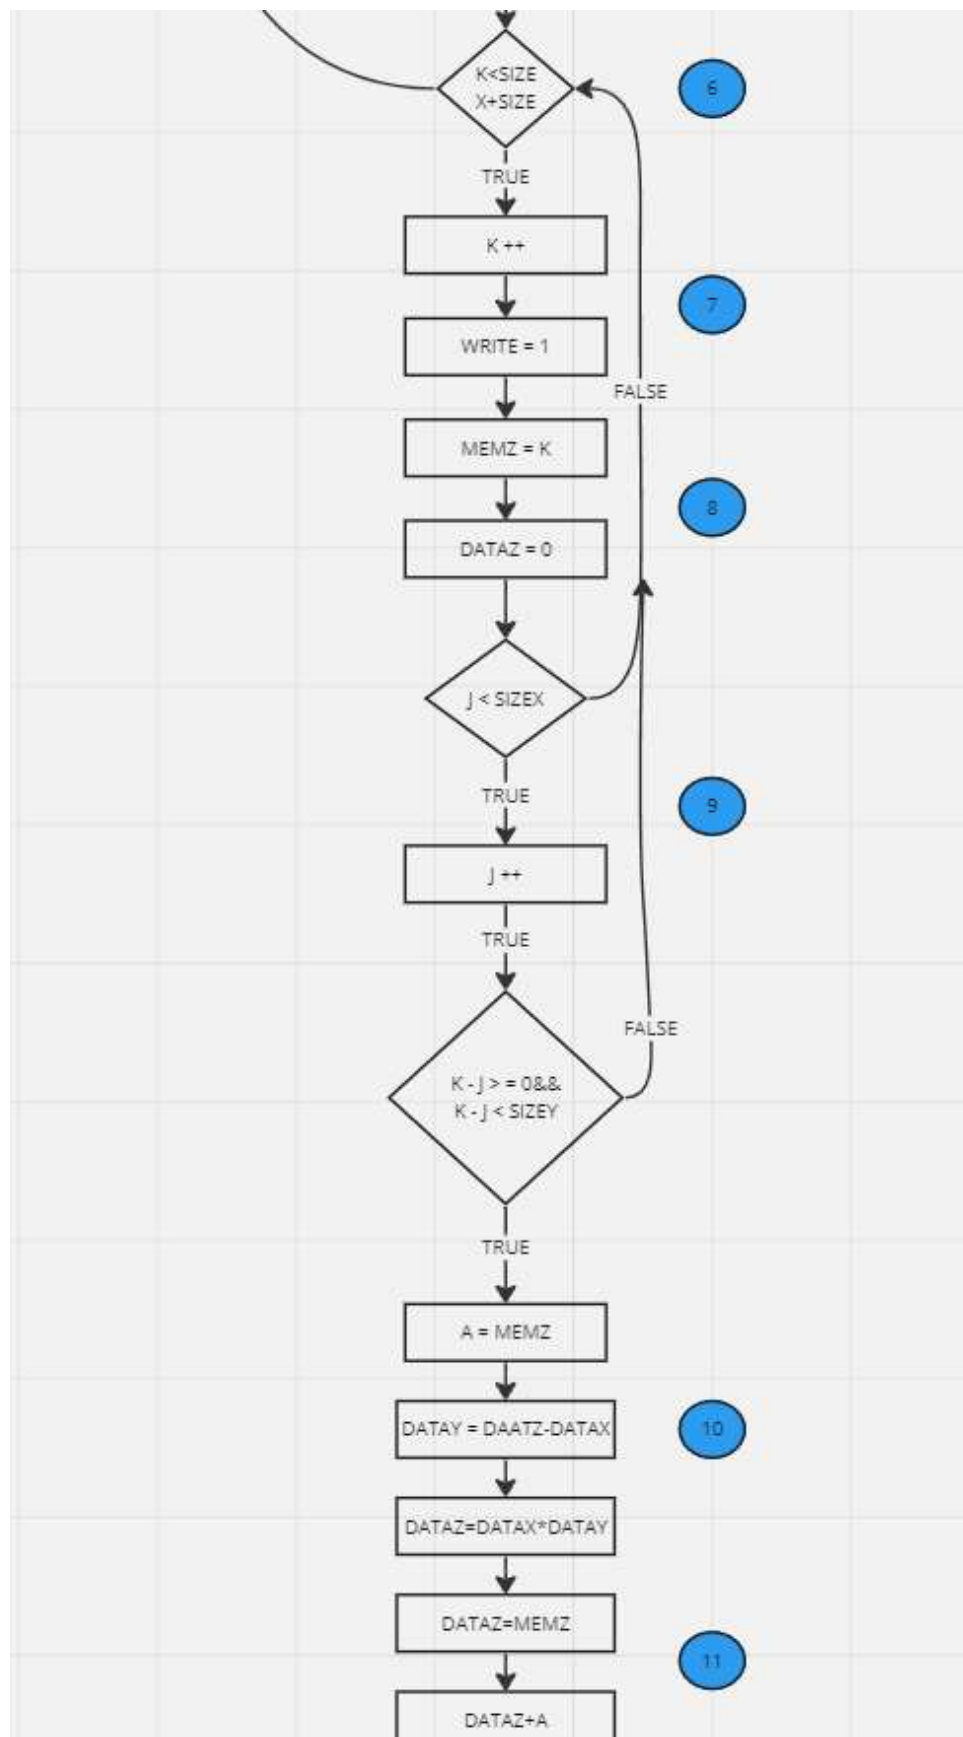 K<SIZE
X+SIZE
6
TRUE
K ++
7
WRITE = 1
FALSE
MEMZ = K
8
DATAZ = 0
J < SIZEX
TRUE
9
J ++
TRUE
FALSE
K - J > = 0&&
K - J < SIZEY
TRUE
A = MEMZ
DATAY = DAATZ-DATAX
10
DATAZ=DATAX*DATAY
DATAZ=MEMZ
11
DATAZ+A